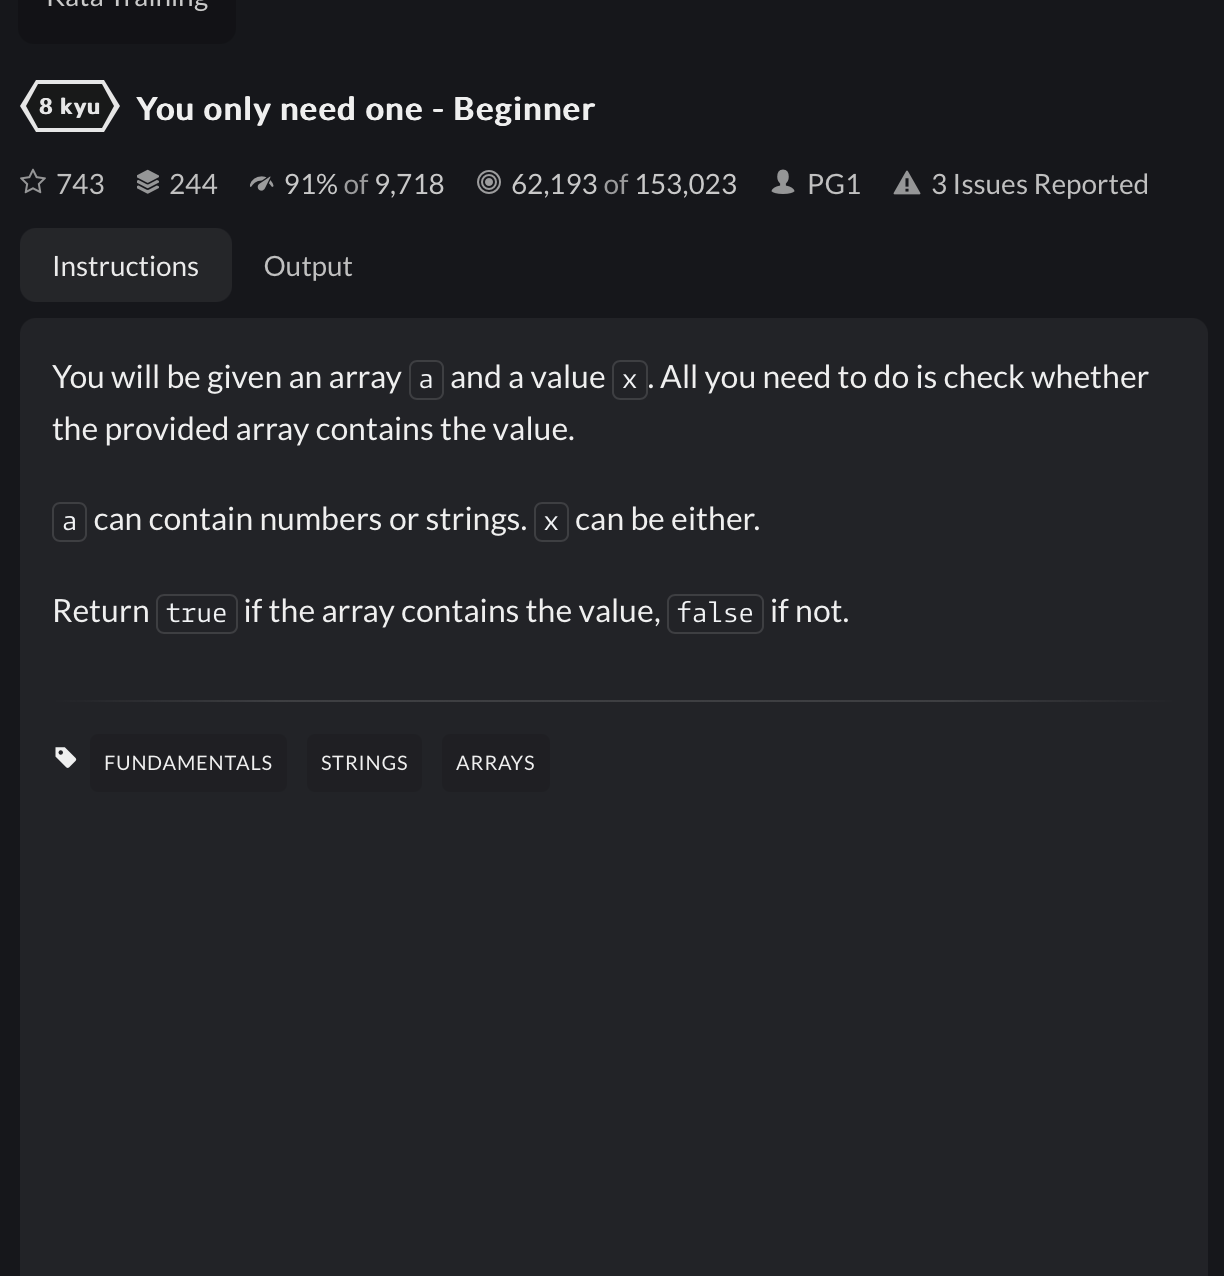 Kata Training
8 kyu You only need one - Beginner
743 244 91% of 9,718 62,193 of 153,023 PG1 3 Issues Reported
Instructions Output
You will be given an array a and a value x. All you need to do is check whether
the provided array contains the value.
a can contain numbers or strings. x can be either.
Return true if the array contains the value, false if not.
FUNDAMENTALS STRINGS ARRAYS